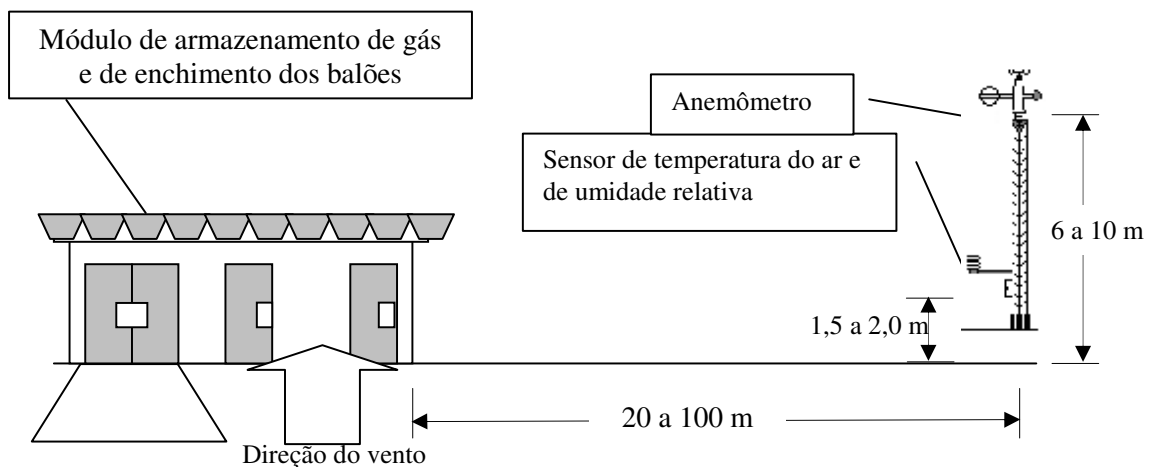 Módulo de armazenamento de gás
e de enchimento dos balões
Anemômetro
Sensor de temperatura do ar e
de umidade relativa
6 a 10 m
1,5 a 2,0 m
20 a 100 m
Direção do vento